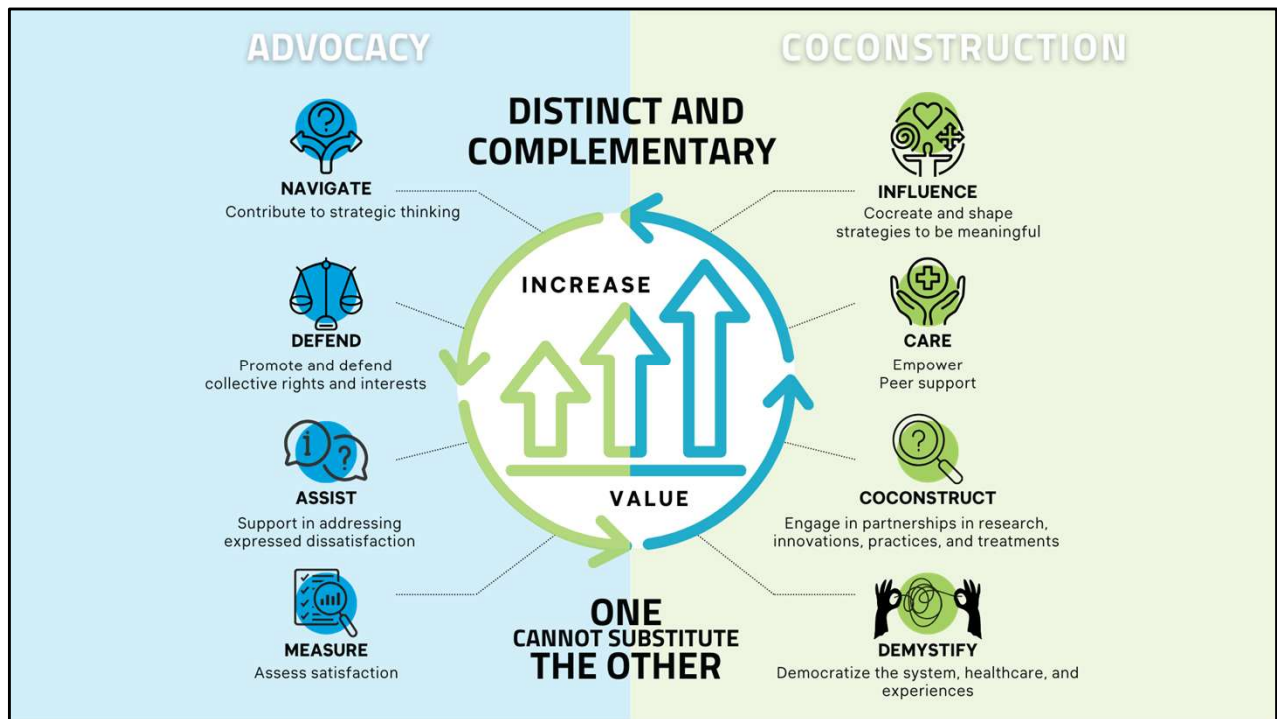 ADVOCACY
COCONSTRUCTION
DISTINCT AND
COMPLEMENTARY
NAVIGATE
Contribute to strategic thinking
DEFEND
Promote and defend
collective rights and interests
ASSIST
Support in addressing
expressed dissatisfaction
MEASURE
Assess satisfaction
INCREASE
VALUE
INFLUENCE
Cocreate and shape
strategies to be meaningful
CARE
Empower
Peer support
COCONSTRUCT
Engage in partnerships in research,
innovations, practices, and treatments
DEMYSTIFY
Democratize the system, healthcare, and
experiences
ONE
CANNOT SUBSTITUTE
THE OTHER